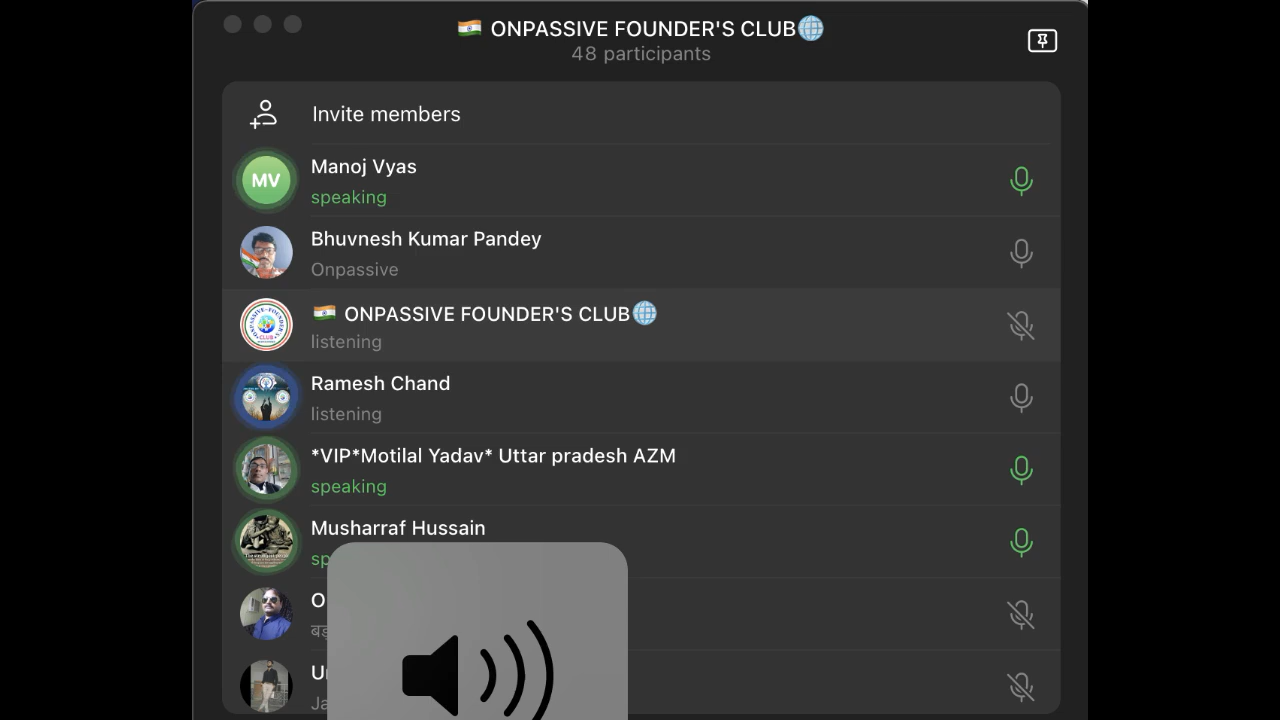 🇮🇳 ONPASSIVE FOUNDER'S CLUB🌐
48 participants
Invite members
MV
Manoj Vyas
speaking
Bhuvnesh Kumar Pandey
Onpassive
🇮🇳 ONPASSIVE FOUNDER'S CLUB🌐
listening
Ramesh Chand
listening
*VIP*Motilal Yadav* Uttar pradesh AZM
speaking
Musharraf Hussain